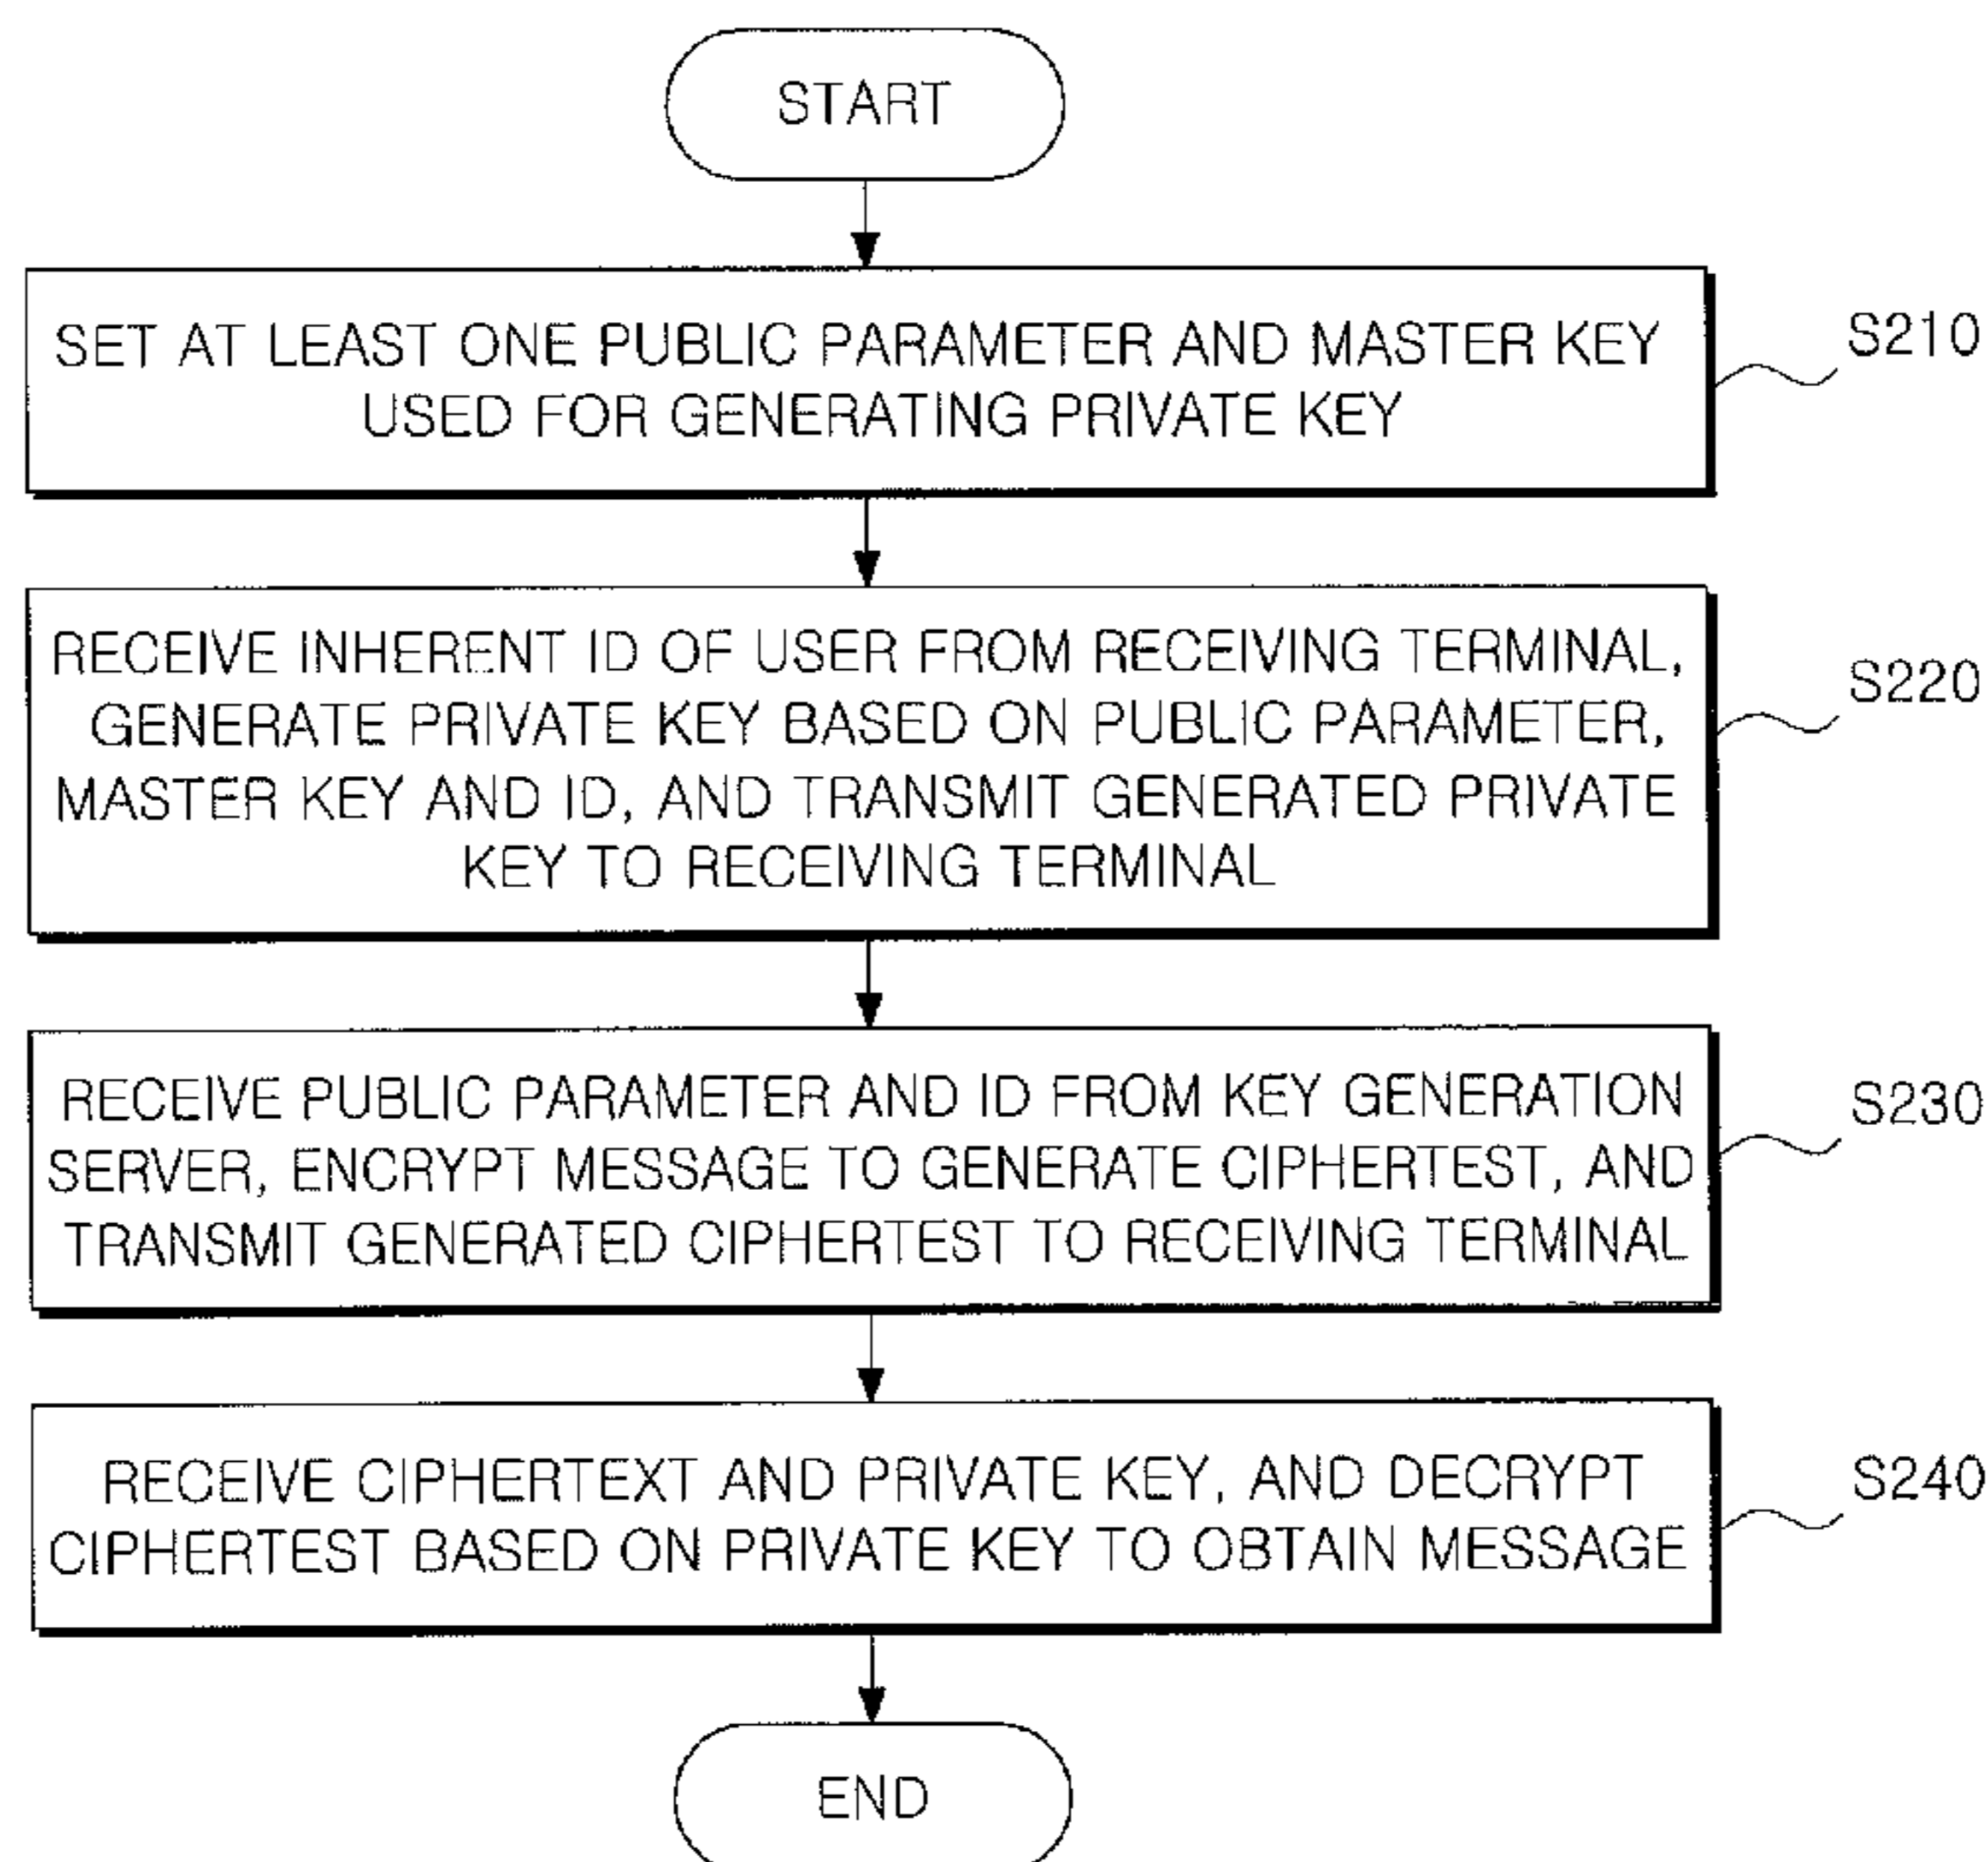 START
SET AT LEAST ONE PUBLIC PARAMETER AND MASTER KEY
USED FOR GENERATING PRIVATE KEY
S210
RECEIVE INHERENT ID OF USER FROM RECEIVING TERMINAL,
GENERATE PRIVATE KEY BASED ON PUBLIC PARAMETER,
MASTER KEY AND ID, AND TRANSMIT GENERATED PRIVATE
KEY TO RECEIVING TERMINAL
S220
RECEIVE PUBLIC PARAMETER AND ID FROM KEY GENERATION
SERVER, ENCRYPT MESSAGE TO GENERATE CIPHERTEST, AND
TRANSMIT GENERATED CIPHERTEST TO RECEIVING TERMINAL
S230
RECEIVE CIPHERTEXT AND PRIVATE KEY, AND DECRYPT
CIPHERTEST BASED ON PRIVATE KEY TO OBTAIN MESSAGE
S240
END